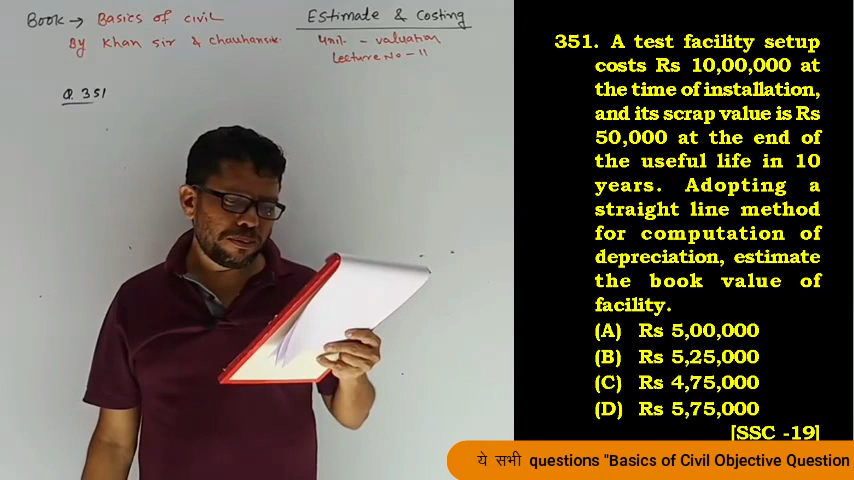 Book → Basics of civil
By Khan sir & chauhansir.
Estimate & Costing
Unit - valuation
Lecture No - 11
Q. 351
351. A test facility setup
costs Rs 10,00,000 at
the time of installation,
and its scrap value is Rs
50,000 at the end of
the useful life in 10
years. Adopting a
straight line method
for computation of
depreciation, estimate
the book value of
facility.
(A) Rs 5,00,000
(B) Rs 5,25,000
(C) Rs 4,75,000
(D) Rs 5,75,000
[SSC -19]
ये सभी questions "Basics of Civil Objective Question